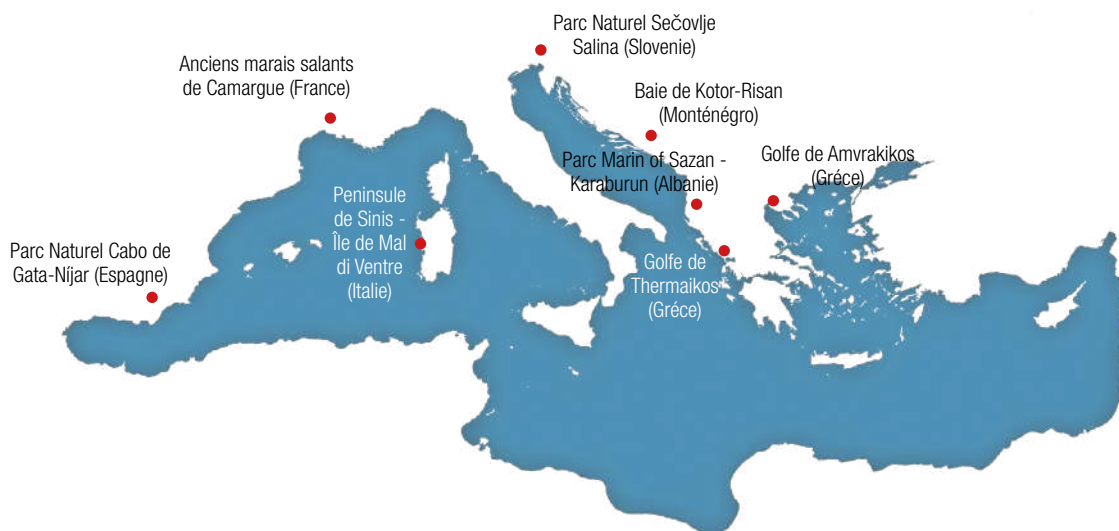 Parc Naturel Sečovlje
Salina (Slovenie)
Anciens marais salants
de Camargue (France)
Baie de Kotor-Risan
(Monténégro)
Parc Marin of Sazan -
Karaburun (Albanie)
Golfe de Amvrakikos
(Gréce)
Peninsule
de Sinis -
Île de Mal
di Ventre
(Italie)
Parc Naturel Cabo de
Gata-Níjar (Espagne)
Golfe de
Thermaikos
(Gréce)